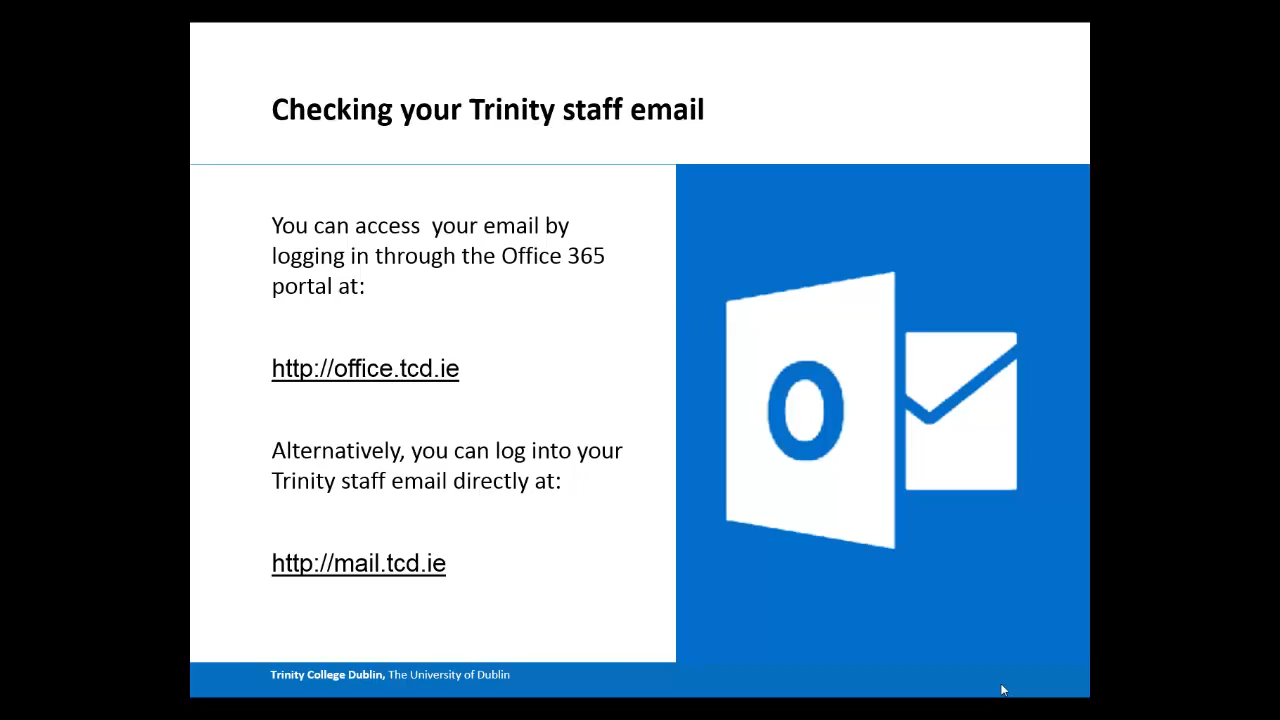 Checking your Trinity staff email
You can access  your email by
logging in through the Office 365
portal at:
http://office.tcd.ie
Alternatively, you can log into your
Trinity staff email directly at:
http://mail.tcd.ie
O
Trinity College Dublin, The University of Dublin